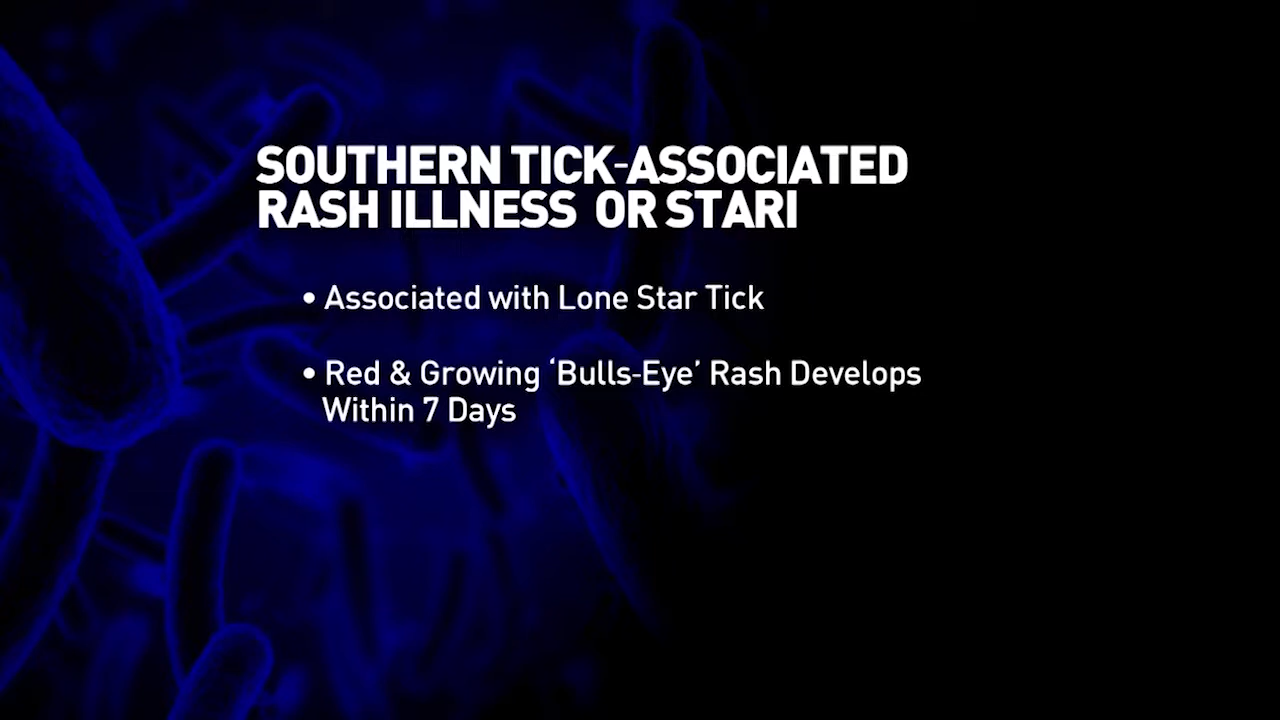 SOUTHERN TICK-ASSOCIATED
RASH ILLNESS OR STARI
• Associated with Lone Star Tick
• Red & Growing ‘Bulls-Eye’ Rash Develops
Within 7 Days